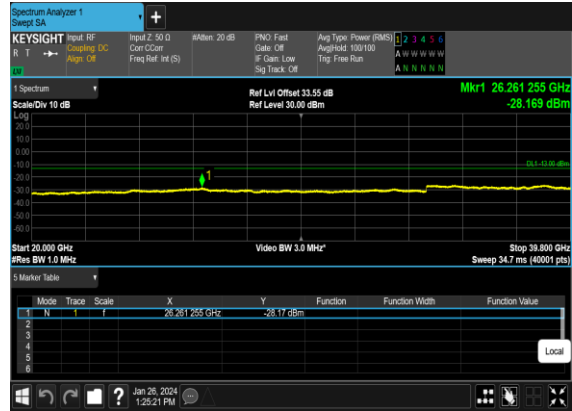 Spectrum Analyzer 1
Swept SA
+
KEYSIGHT Input: RF Input Z: 50 Ω #Atten: 20 dB PNO: Fast Avg Type: Power (RMS) 1 2 3 4 5 6
R T Coupling: DC Corr CCorr Gate: Off Avg|Hold: 100/100 A W W W W W
Align: Off Freq Ref: Int (S) IF Gain: Low Trig: Free Run
Sig Track: Off A N N N N N
1 Spectrum Ref Lvl Offset 33.55 dB Mkr1 26.261 255 GHz
Scale/Div 10 dB Ref Level 30.00 dBm -28.169 dBm
Log
20.0
10.0
0.00
-10.0
DL1 -13.00 dBm
1
-20.0
-30.0
-40.0
-50.0
-60.0
Start 20.000 GHz Video BW 3.0 MHz* Stop 39.800 GHz
#Res BW 1.0 MHz Sweep 34.7 ms (40001 pts)
5 Marker Table
Mode Trace Scale X Y Function Function Width Function Value
1 N 1 f 26.261 255 GHz -28.17 dBm
2
3
4
5
6
Local
? Jan 26, 2024
1:25:21 PM